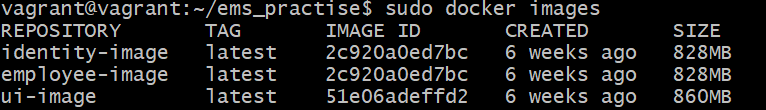 vagrant@vagrant:~/ems_practise$ sudo docker images
REPOSITORY TAG IMAGE ID CREATED SIZE
identity-image latest 2c920a0ed7bc 6 weeks ago 828MB
employee-image latest 2c920a0ed7bc 6 weeks ago 828MB
ui-image latest 51e06adeffd2 6 weeks ago 860MB